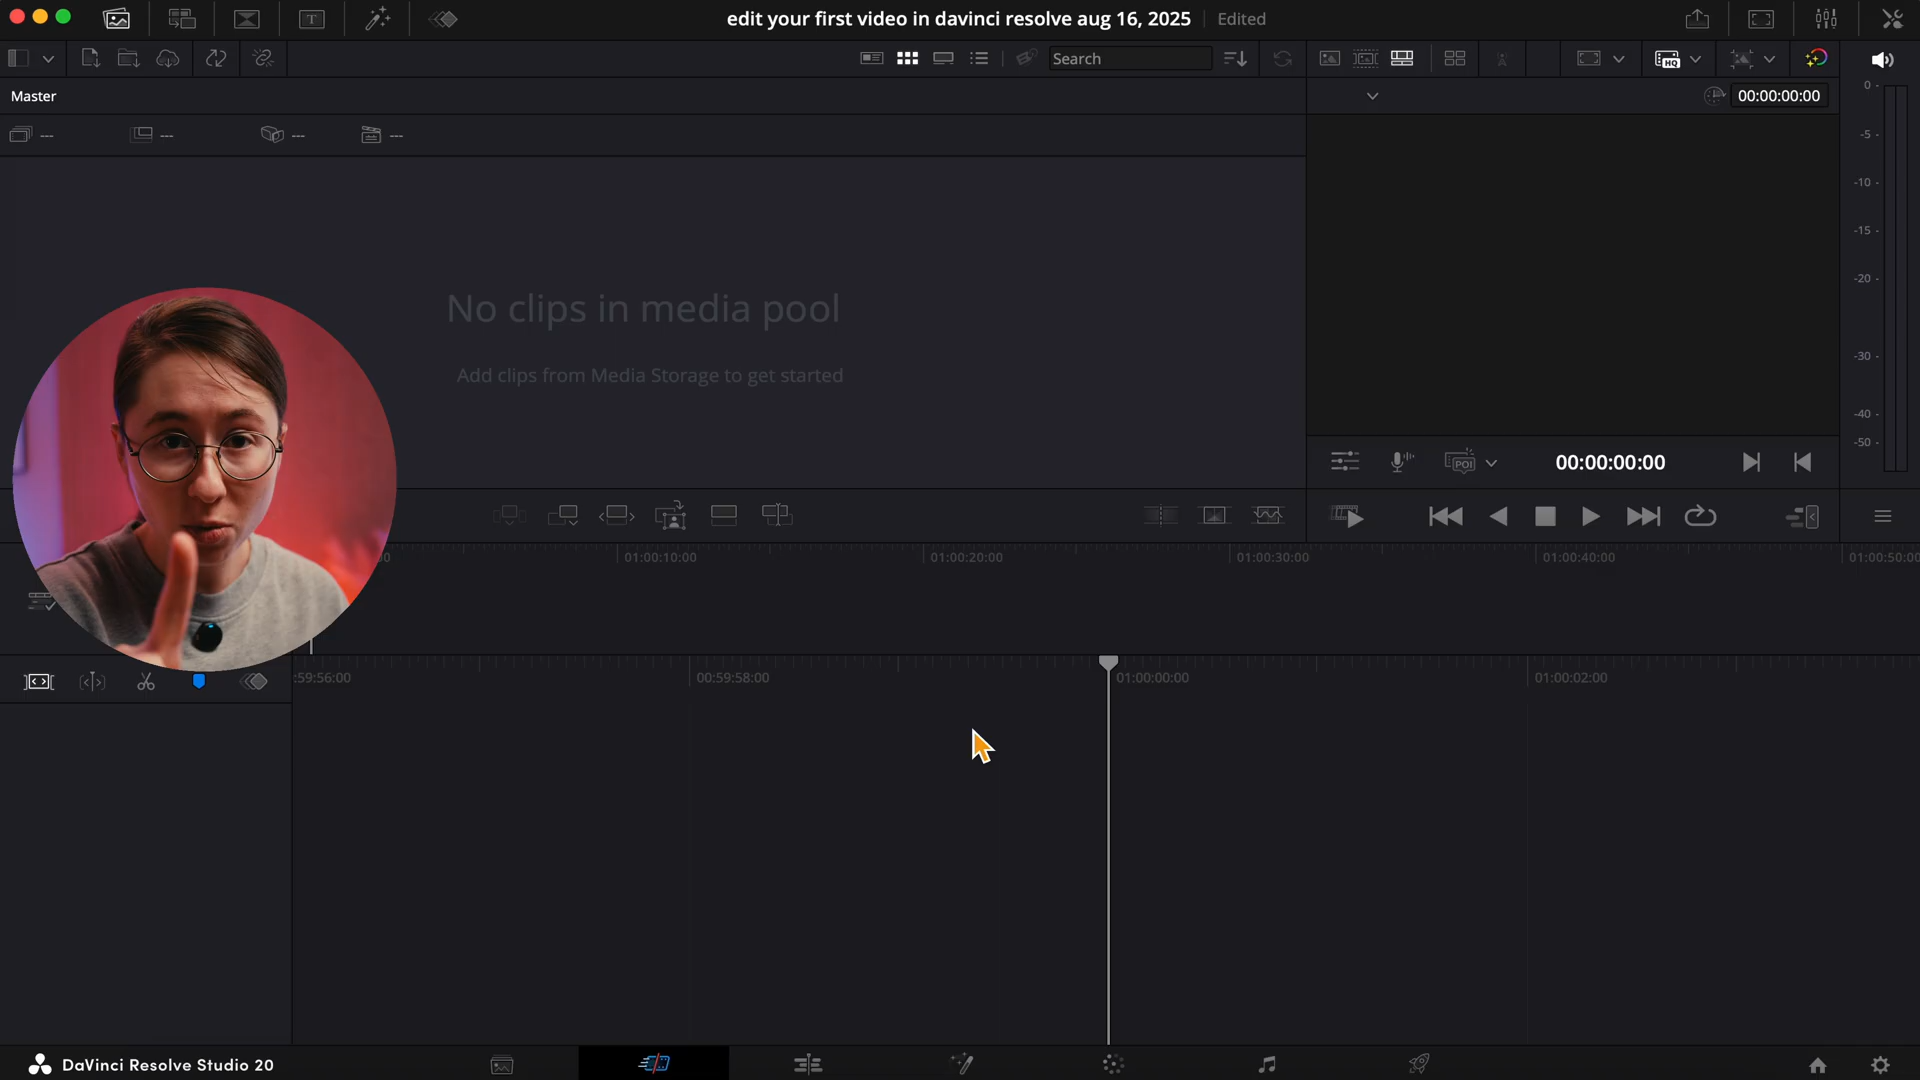 edit your first video in davinci resolve aug 16, 2025
Edited
Search
HQ
Master
00:00:00:00
---
---
---
---
0
-5
-10
-15
-20
-30
-40
-50
No clips in media pool
Add clips from Media Storage to get started
POI
00:00:00:00
01:00:10:00
01:00:20:00
01:00:30:00
01:00:40:00
01:00:50:00
:59:56:00
00:59:58:00
01:00:00:00
01:00:02:00
DaVinci Resolve Studio 20